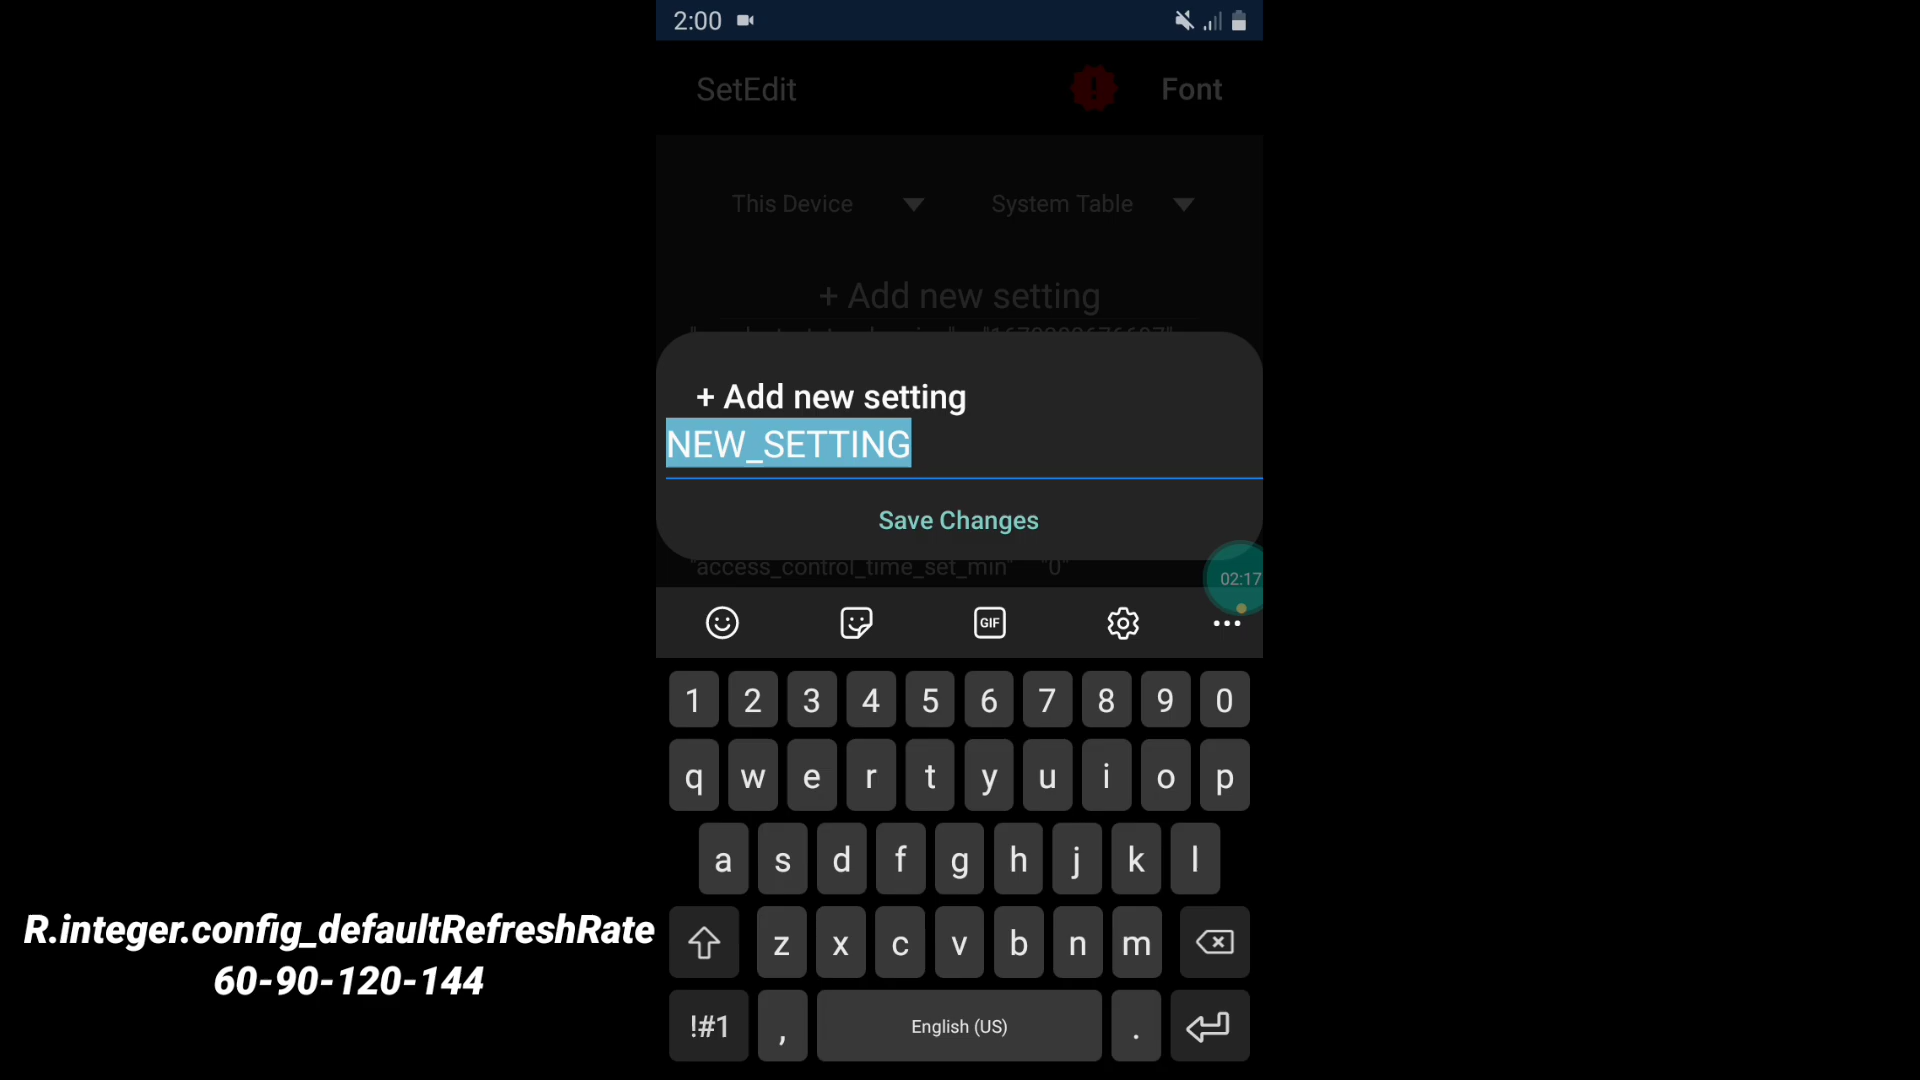 2:00
SetEdit
! Font
This Device System Table
+ Add new setting
+ Add new setting
NEW_SETTING
Save Changes
"access_control_time_set_min" "0"
02:17
GIF
1 2 3 4 5 6 7 8 9 0
q w e r t y u i o p
a s d f g h j k l
z x c v b n m
!#1 , English (US) .
R.integer.config_defaultRefreshRate
60-90-120-144